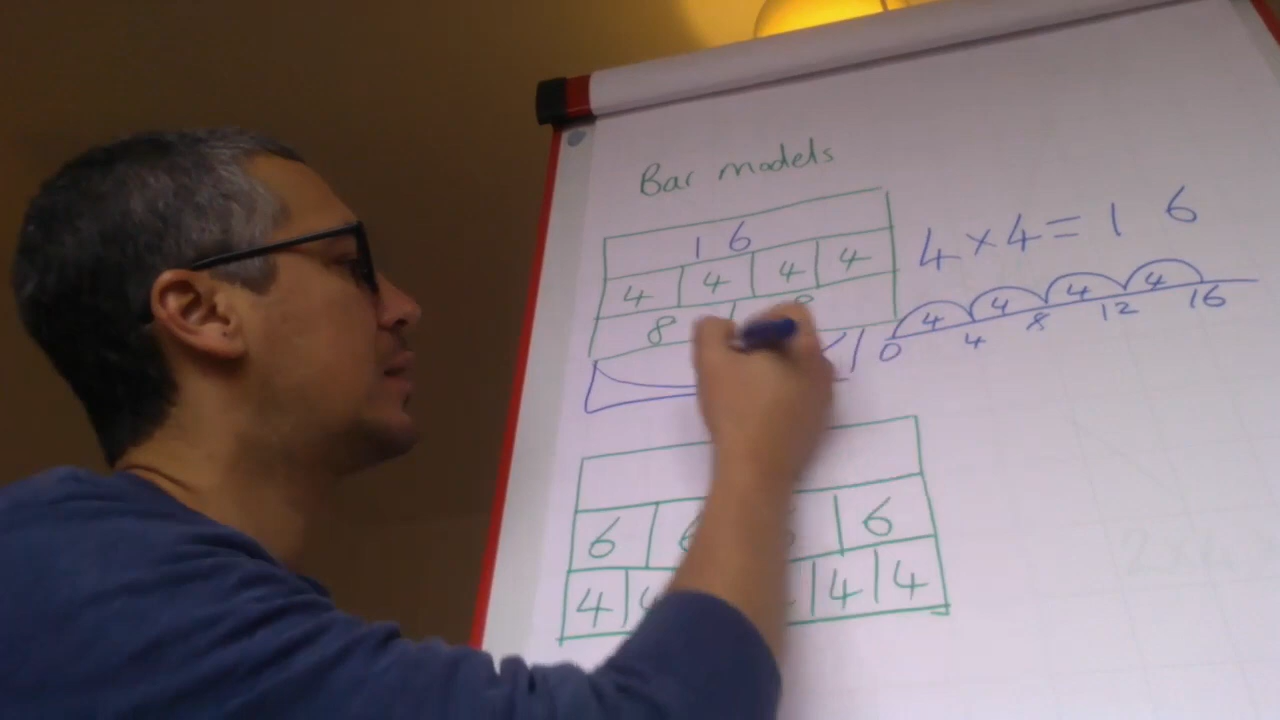 Bar models
16
4 4 4 4
8 8
4×4=16
4 4 4 4
0 4 8 12 16
6 6 6
4 4 4